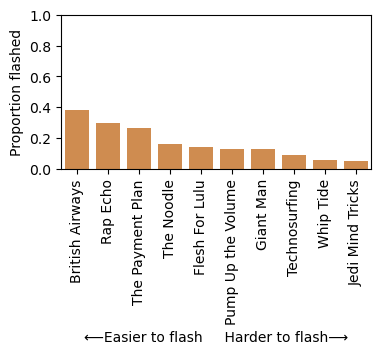 Proportion flashed
1.0
0.8
0.6
0.4
0.2
0.0
British Airways
Rap Echo
The Payment Plan
The Noodle
Flesh For Lulu
Pump Up the Volume
Giant Man
Technosurfing
Whip Tide
Jedi Mind Tricks
⟵Easier to flash Harder to flash⟶